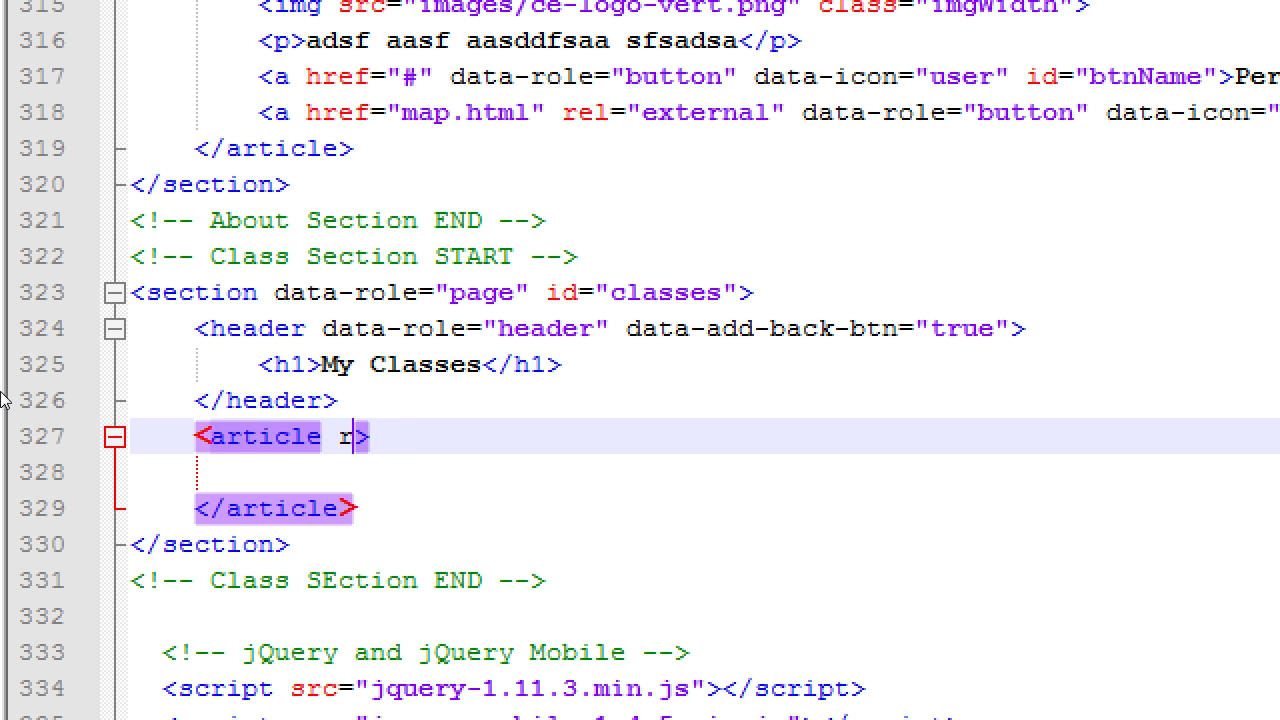 315 <img src="images/ce-logo-vert.png" class="imgWidth">
316 <p>adsf aasf aasddfsaa sfsadsa</p>
317 <a href="#" data-role="button" data-icon="user" id="btnName">Per
318 <a href="map.html" rel="external" data-role="button" data-icon="
319 </article>
320 </section>
321 <!-- About Section END -->
322 <!-- Class Section START -->
323 <section data-role="page" id="classes">
324 <header data-role="header" data-add-back-btn="true">
325 <h1>My Classes</h1>
326 </header>
327 <article r>
328
329 </article>
330 </section>
331 <!-- Class SEction END -->
332
333 <!-- jQuery and jQuery Mobile -->
334 <script src="jquery-1.11.3.min.js"></script>